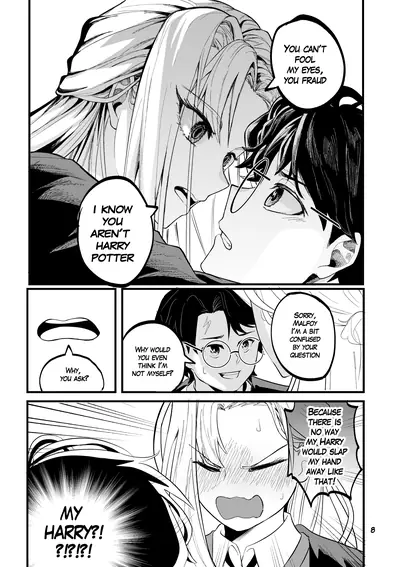 YOU CAN'T
FOOL
MY EYES,
YOU FRAUD
I KNOW
YOU
AREN'T
HARRY
POTTER
SORRY,
MALFOY
I'M A BIT
CONFUSED
BY YOUR
QUESTION
WHY WOULD
YOU EVEN
THINK I'M
NOT MYSELF?
WHY,
YOU ASK?
BECAUSE
THERE IS
NO WAY
MY HARRY
WOULD SLAP
MY HAND
AWAY LIKE
THAT!
MY
HARRY?!
?!?!?!
8